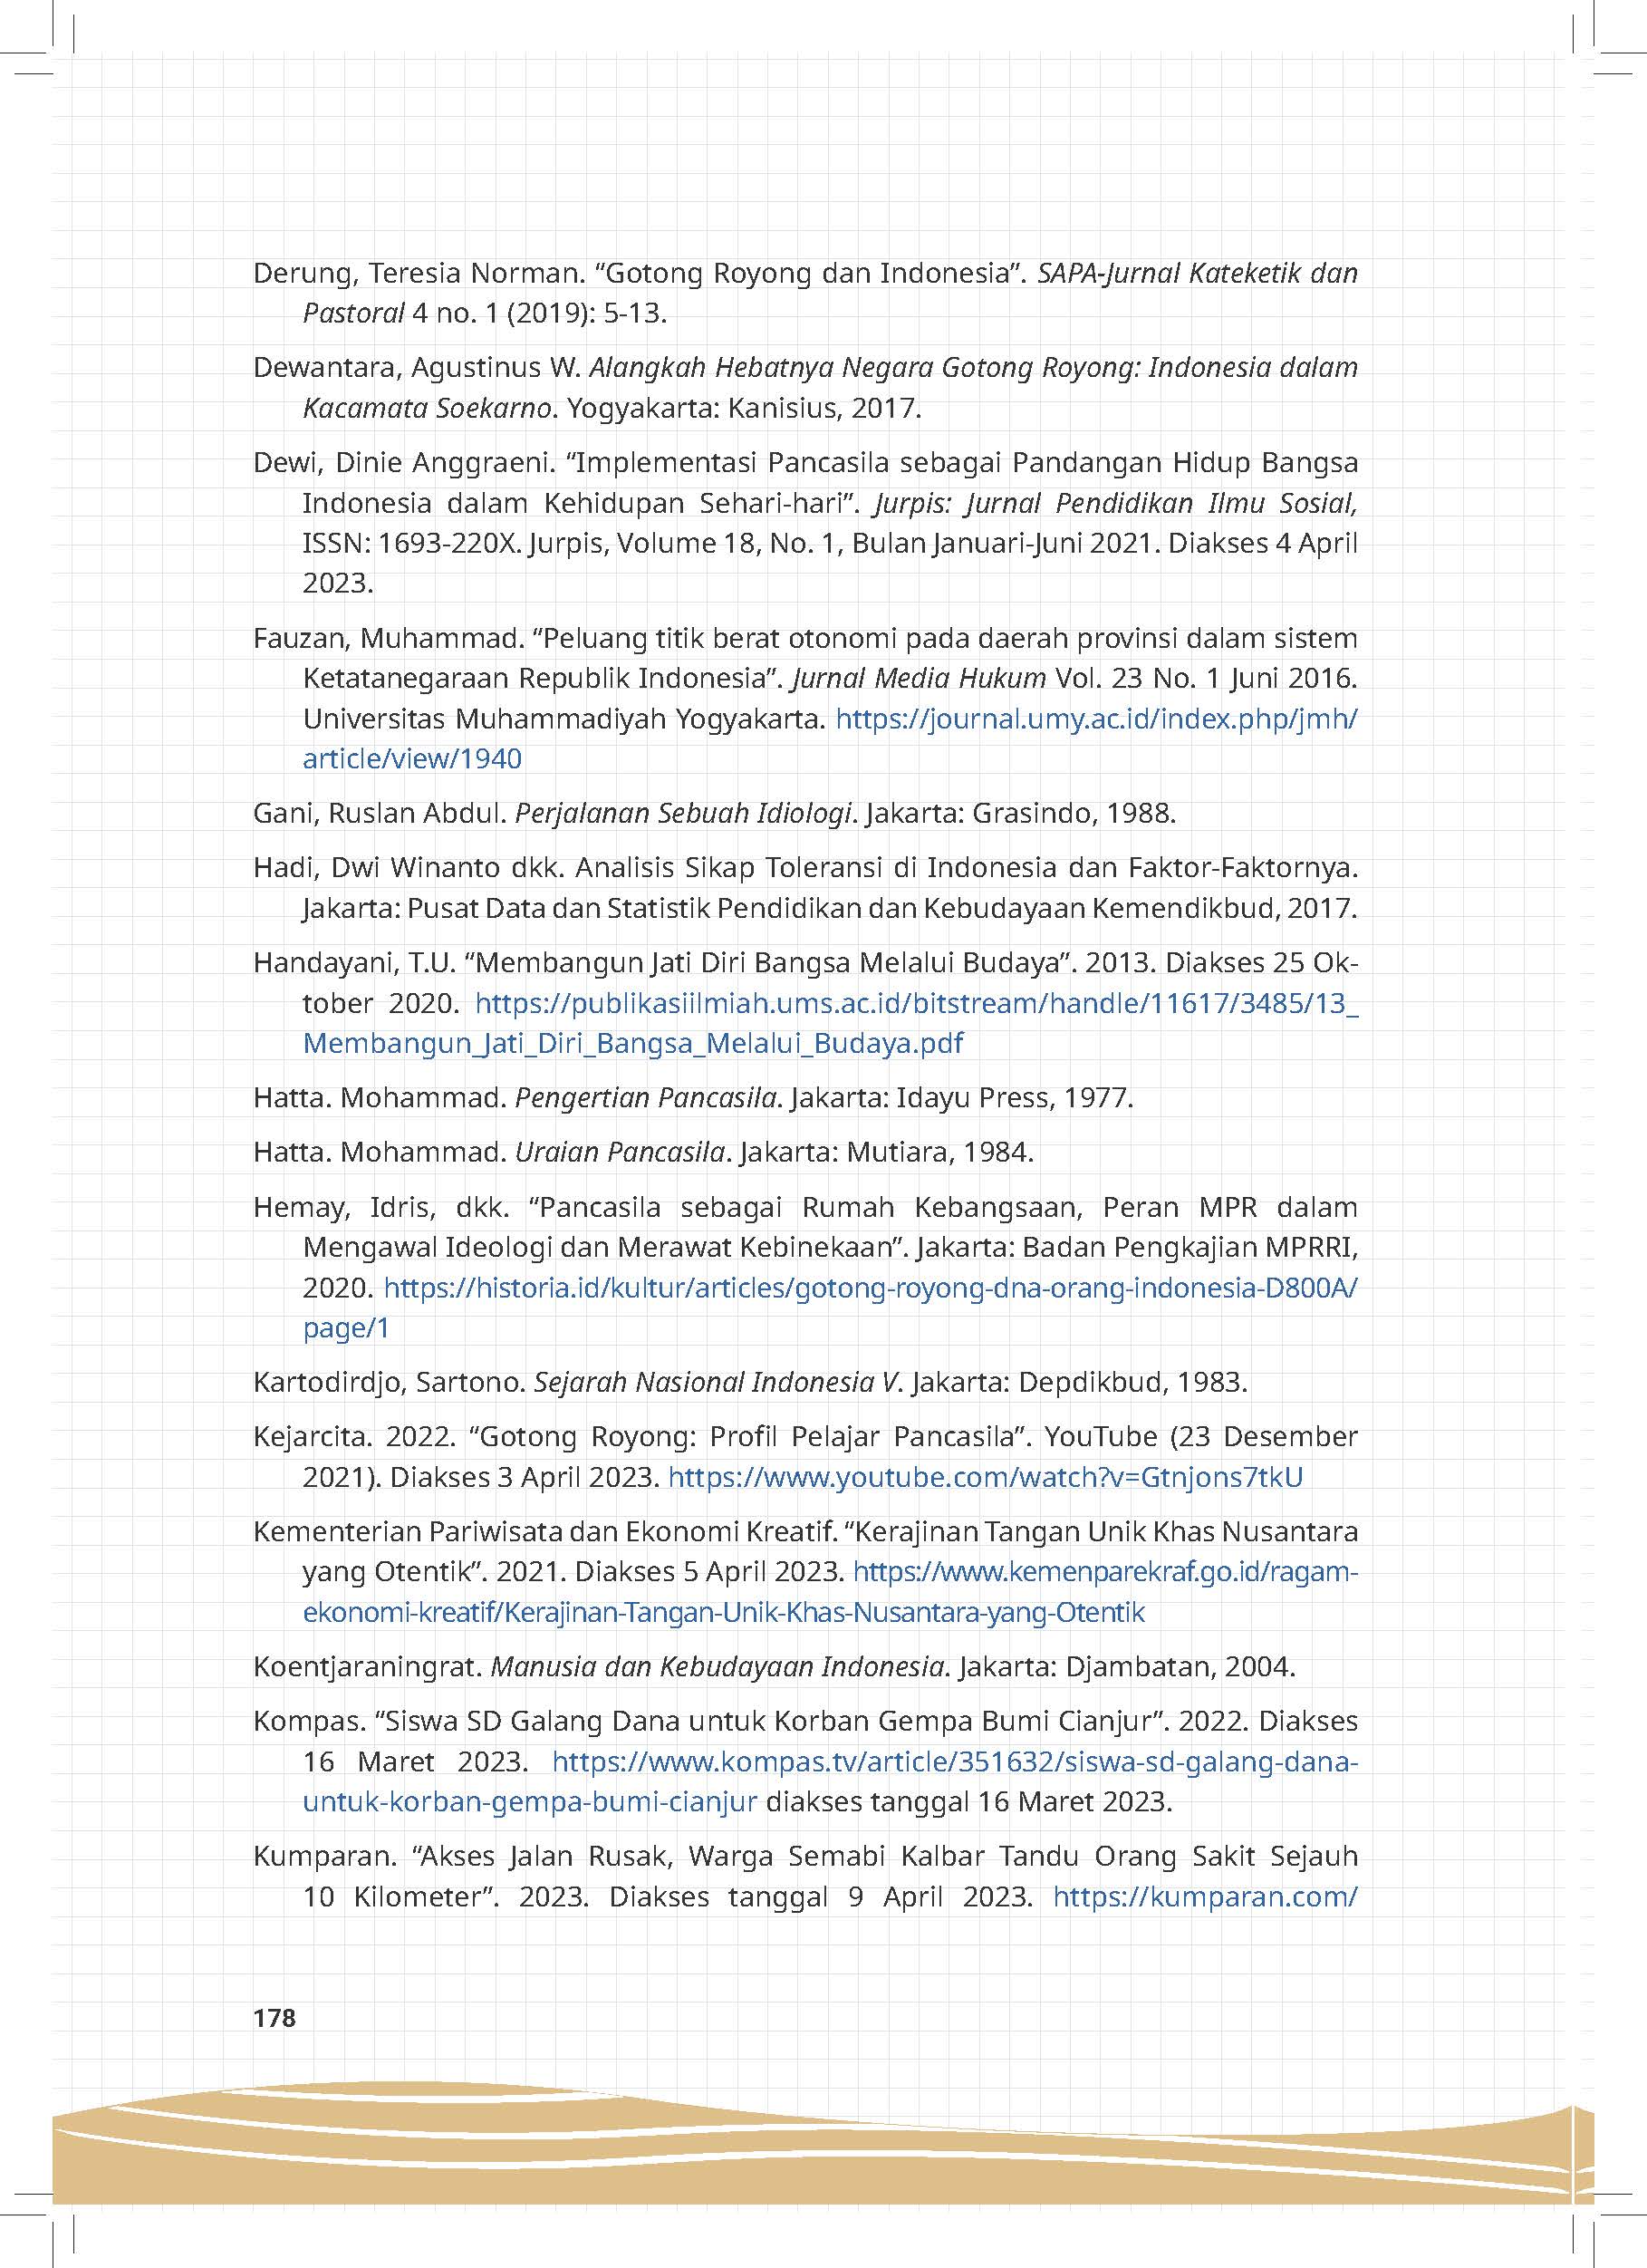 Derung, Teresia Norman. “Gotong Royong dan Indonesia”. SAPA-Jurnal Kateketik dan
Pastoral 4 no. 1 (2019): 5-13.
Dewantara, Agustinus W. Alangkah Hebatnya Negara Gotong Royong: Indonesia dalam
Kacamata Soekarno. Yogyakarta: Kanisius, 2017.
Dewi, Dinie Anggraeni. “Implementasi Pancasila sebagai Pandangan Hidup Bangsa
Indonesia dalam Kehidupan Sehari-hari”. Jurpis: Jurnal Pendidikan Ilmu Sosial,
ISSN: 1693-220X. Jurpis, Volume 18, No. 1, Bulan Januari-Juni 2021. Diakses 4 April
2023.
Fauzan, Muhammad. “Peluang titik berat otonomi pada daerah provinsi dalam sistem
Ketatanegaraan Republik Indonesia”. Jurnal Media Hukum Vol. 23 No. 1 Juni 2016.
Universitas Muhammadiyah Yogyakarta. https://journal.umy.ac.id/index.php/jmh/
article/view/1940
Gani, Ruslan Abdul. Perjalanan Sebuah Idiologi. Jakarta: Grasindo, 1988.
Hadi, Dwi Winanto dkk. Analisis Sikap Toleransi di Indonesia dan Faktor-Faktornya.
Jakarta: Pusat Data dan Statistik Pendidikan dan Kebudayaan Kemendikbud, 2017.
Handayani, T.U. “Membangun Jati Diri Bangsa Melalui Budaya”. 2013. Diakses 25 Ok-
tober 2020. https://publikasiilmiah.ums.ac.id/bitstream/handle/11617/3485/13_
Membangun_Jati_Diri_Bangsa_Melalui_Budaya.pdf
Hatta. Mohammad. Pengertian Pancasila. Jakarta: Idayu Press, 1977.
Hatta. Mohammad. Uraian Pancasila. Jakarta: Mutiara, 1984.
Hemay, Idris, dkk. “Pancasila sebagai Rumah Kebangsaan, Peran MPR dalam
Mengawal Ideologi dan Merawat Kebinekaan”. Jakarta: Badan Pengkajian MPRRI,
2020. https://historia.id/kultur/articles/gotong-royong-dna-orang-indonesia-D800A/
page/1
Kartodirdjo, Sartono. Sejarah Nasional Indonesia V. Jakarta: Depdikbud, 1983.
Kejarcita. 2022. “Gotong Royong: Profil Pelajar Pancasila”. YouTube (23 Desember
2021). Diakses 3 April 2023. https://www.youtube.com/watch?v=Gtnjons7tkU
Kementerian Pariwisata dan Ekonomi Kreatif. “Kerajinan Tangan Unik Khas Nusantara
yang Otentik”. 2021. Diakses 5 April 2023. https://www.kemenparekraf.go.id/ragam-
ekonomi-kreatif/Kerajinan-Tangan-Unik-Khas-Nusantara-yang-Otentik
Koentjaraningrat. Manusia dan Kebudayaan Indonesia. Jakarta: Djambatan, 2004.
Kompas. “Siswa SD Galang Dana untuk Korban Gempa Bumi Cianjur”. 2022. Diakses
16 Maret 2023. https://www.kompas.tv/article/351632/siswa-sd-galang-dana-
untuk-korban-gempa-bumi-cianjur diakses tanggal 16 Maret 2023.
Kumparan. “Akses Jalan Rusak, Warga Semabi Kalbar Tandu Orang Sakit Sejauh
10 Kilometer”. 2023. Diakses tanggal 9 April 2023. https://kumparan.com/
178